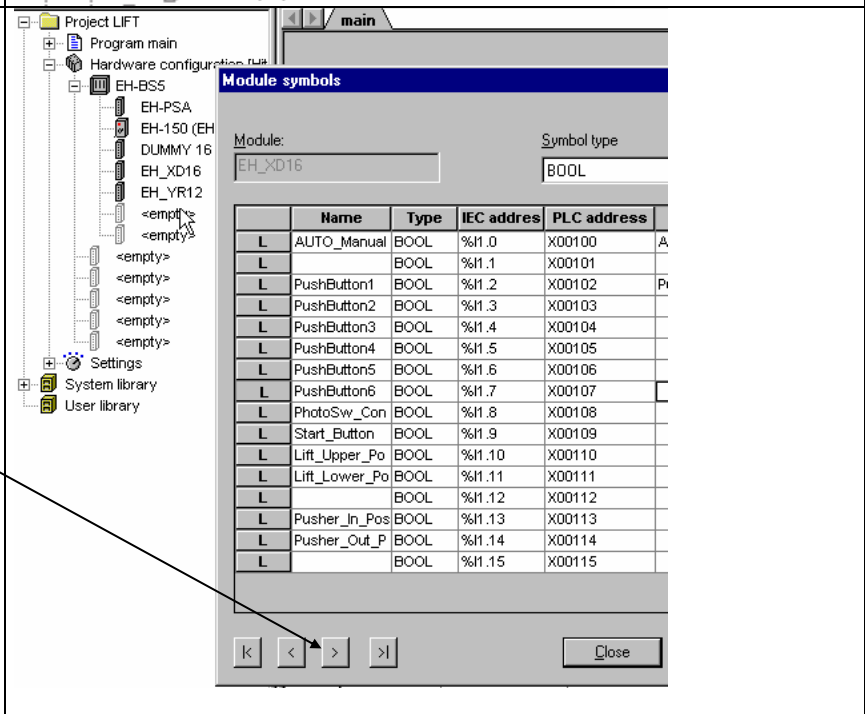 Project LIFT
Program main
Hardware configuration [Hit
EH-BS5
EH-PSA
EH-150 (EH
DUMMY 16
EH_XD16
EH_YR12
<empty>
<empty>
<empty>
<empty>
<empty>
<empty>
<empty>
Settings
System library
User library
main
Module symbols
Module: Symbol type
EH_XD16 BOOL
Name Type IEC addres PLC address
L AUTO_Manual BOOL %I1.0 X00100 A
L BOOL %I1.1 X00101
L PushButton1 BOOL %I1.2 X00102 Pu
L PushButton2 BOOL %I1.3 X00103
L PushButton3 BOOL %I1.4 X00104
L PushButton4 BOOL %I1.5 X00105
L PushButton5 BOOL %I1.6 X00106
L PushButton6 BOOL %I1.7 X00107
L PhotoSw_Con BOOL %I1.8 X00108
L Start_Button BOOL %I1.9 X00109
L Lift_Upper_Po BOOL %I1.10 X00110
L Lift_Lower_Po BOOL %I1.11 X00111
L BOOL %I1.12 X00112
L Pusher_In_Pos BOOL %I1.13 X00113
L Pusher_Out_P BOOL %I1.14 X00114
L BOOL %I1.15 X00115
|< < > >| Close